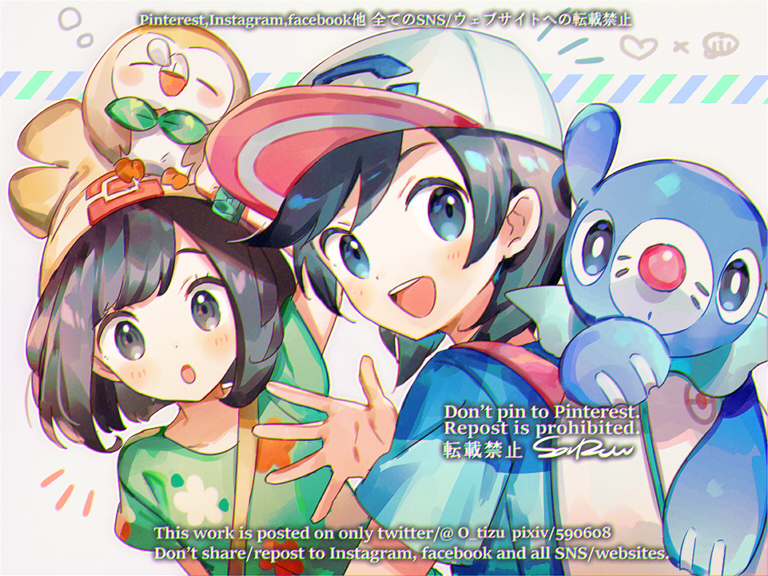 Pinterest,Instagram,facebook他 全てのSNS/ウェブサイトへの転載禁止
Don't pin to Pinterest.
Repost is prohibited.
転載禁止
This work is posted on only twitter/@ O_tizu pixiv/590608
Don't share/repost to Instagram, facebook and all SNS/websites.